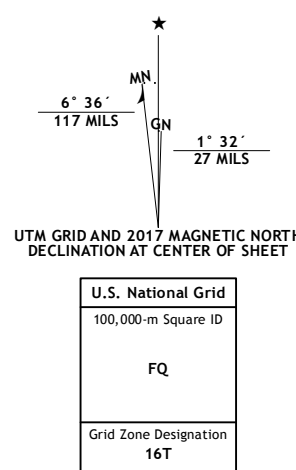 ★
MN
6° 36´
117 MILS
GN
1° 32´
27 MILS
UTM GRID AND 2017 MAGNETIC NORTH
DECLINATION AT CENTER OF SHEET
U.S. National Grid
100,000-m Square ID
FQ
Grid Zone Designation
16T